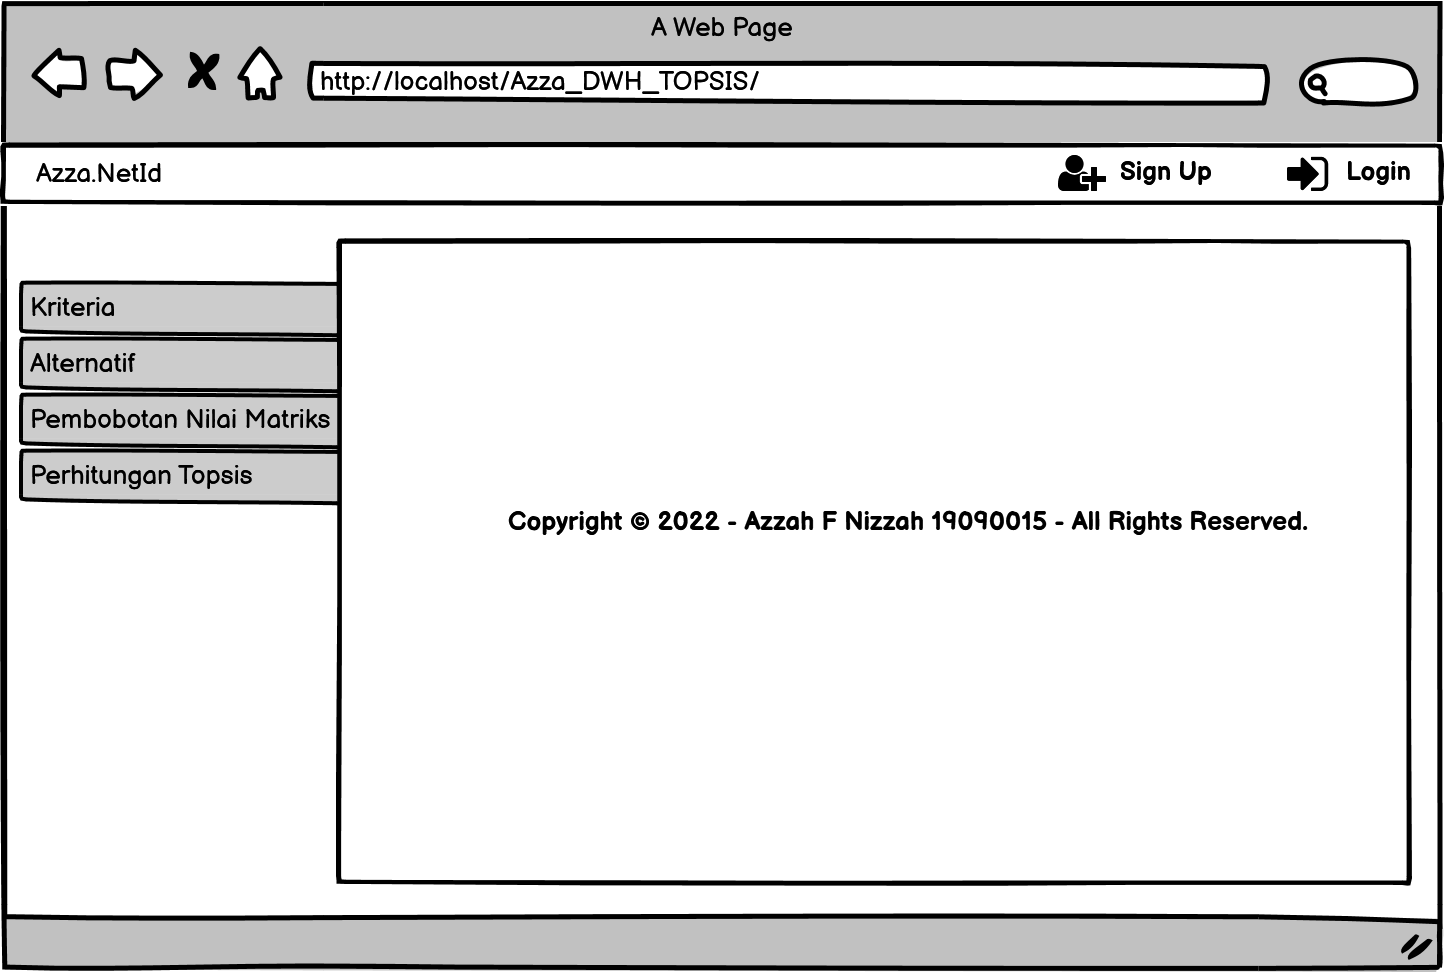 A Web Page
http://localhost/Azza_DWH_TOPSIS/
Azza.NetId
Sign Up
Login
Kriteria
Alternatif
Pembobotan Nilai Matriks
Perhitungan Topsis
Copyright © 2022 - Azzah F Nizzah 19090015 - All Rights Reserved.